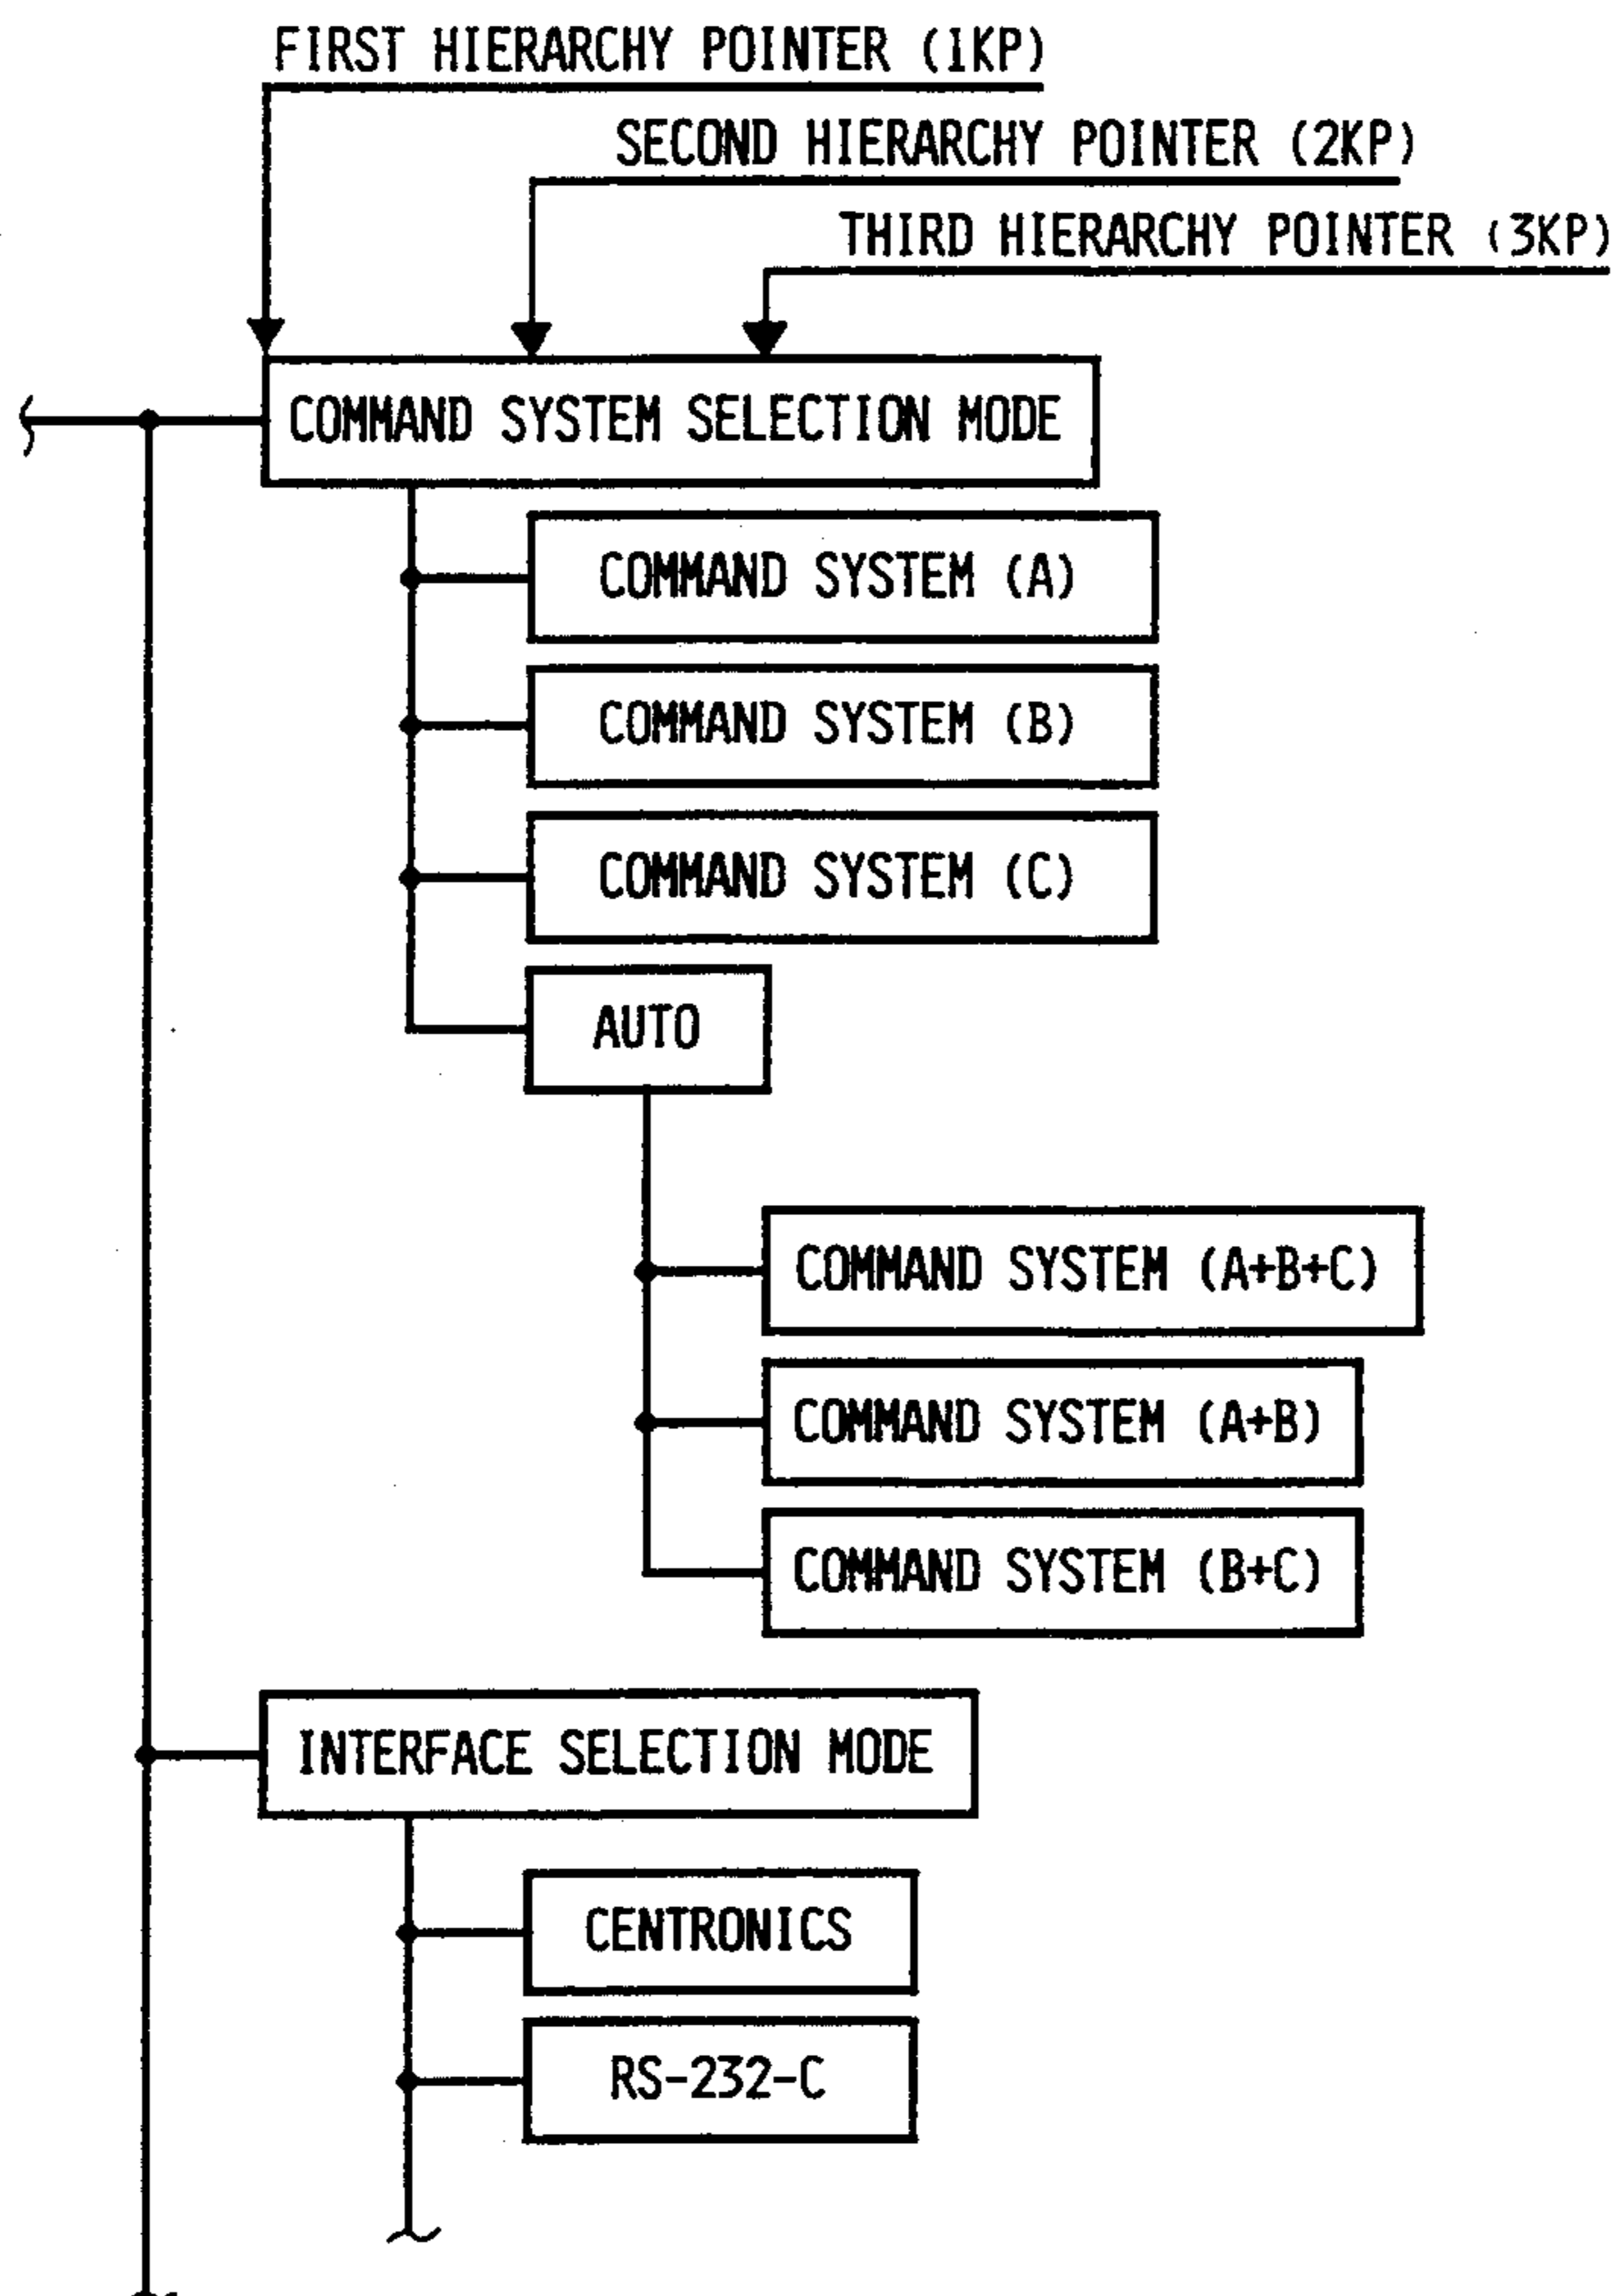 FIRST HIERARCHY POINTER (1KP)
SECOND HIERARCHY POINTER (2KP)
THIRD HIERARCHY POINTER (3KP)
COMMAND SYSTEM SELECTION MODE
COMMAND SYSTEM (A)
COMMAND SYSTEM (B)
COMMAND SYSTEM (C)
AUTO
COMMAND SYSTEM (A+B+C)
COMMAND SYSTEM (A+B)
COMMAND SYSTEM (B+C)
INTERFACE SELECTION MODE
CENTRONICS
RS-232-C